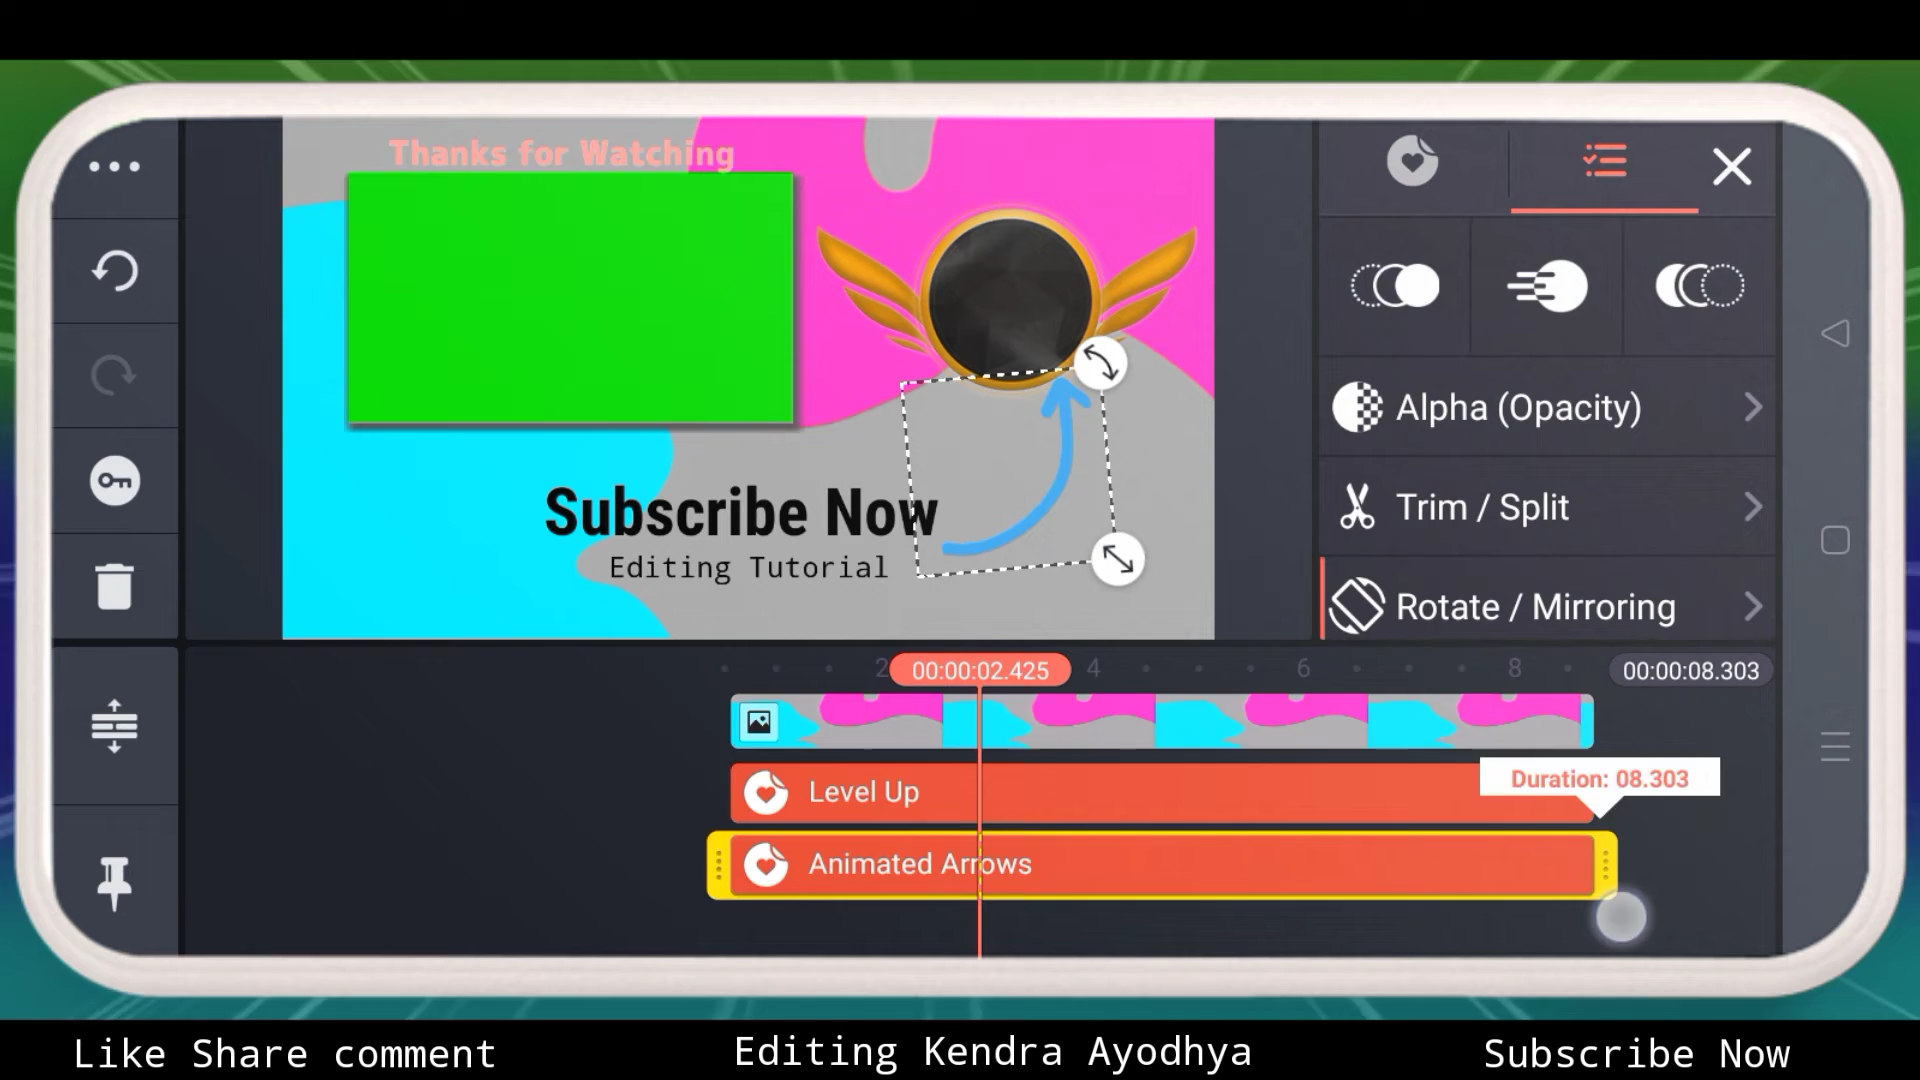 Thanks for Watching
Subscribe Now
Editing Tutorial
Alpha (Opacity)
Trim / Split
Rotate / Mirroring
2 00:00:02.425 4 6 8 00:00:08.303
Level Up
Duration: 08.303
Animated Arrows
Like Share comment
Editing Kendra Ayodhya
Subscribe Now